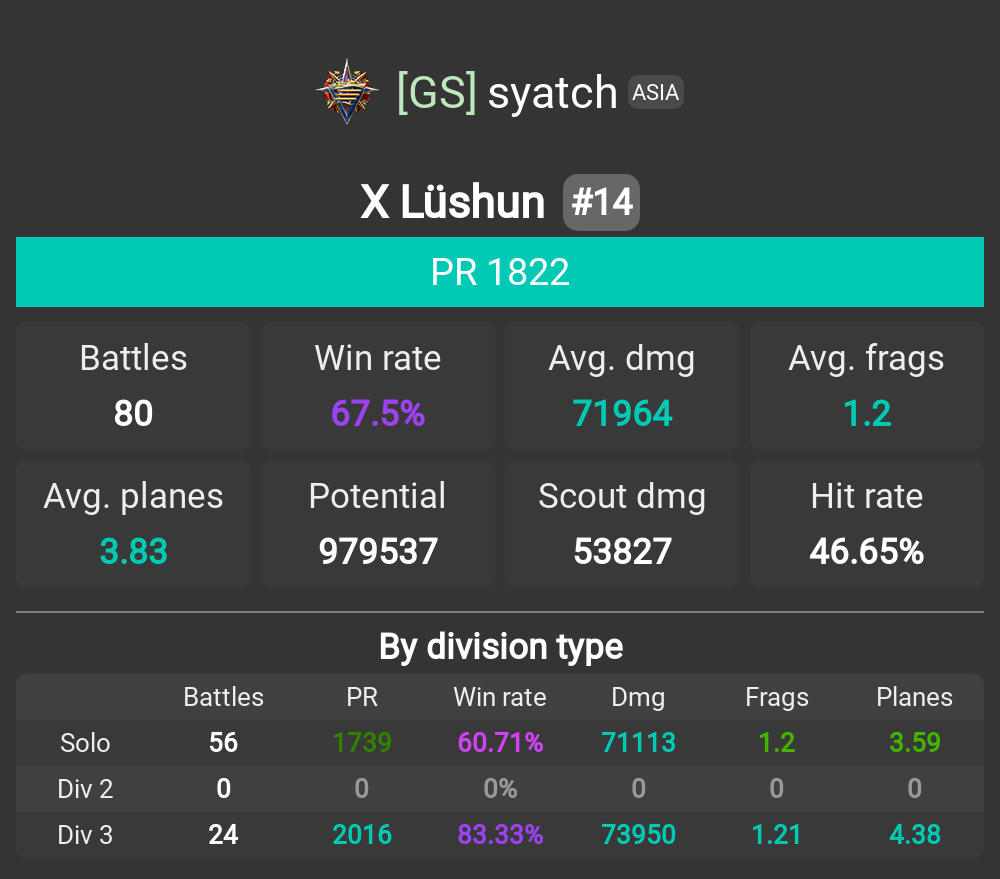 [GS] syatch ASIA
X Lüshun #14
PR 1822
Battles Win rate Avg. dmg Avg. frags
80 67.5% 71964 1.2
Avg. planes Potential Scout dmg Hit rate
3.83 979537 53827 46.65%
By division type
Battles PR Win rate Dmg Frags Planes
Solo 56 1739 60.71% 71113 1.2 3.59
Div 2 0 0 0% 0 0 0
Div 3 24 2016 83.33% 73950 1.21 4.38